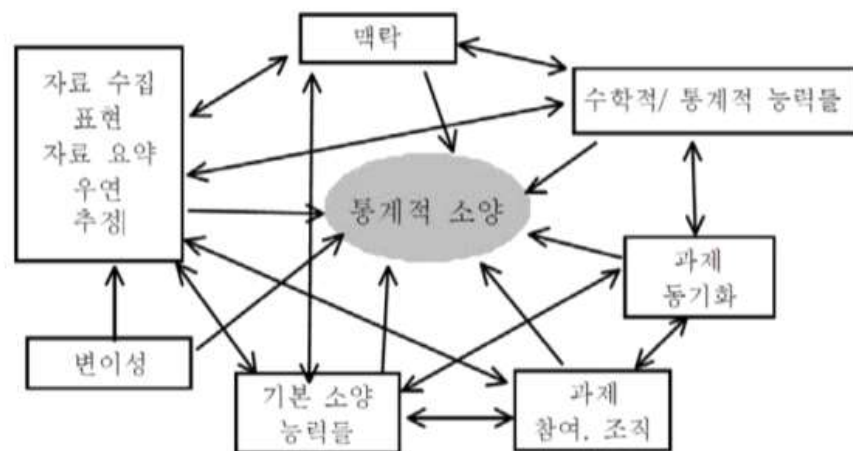 맥락
자료 수집
표현
자료 요약
우연
추정
수학적/ 통계적 능력들
통계적 소양
과제
동기화
변이성
기본 소양
능력들
과제
참여, 조직